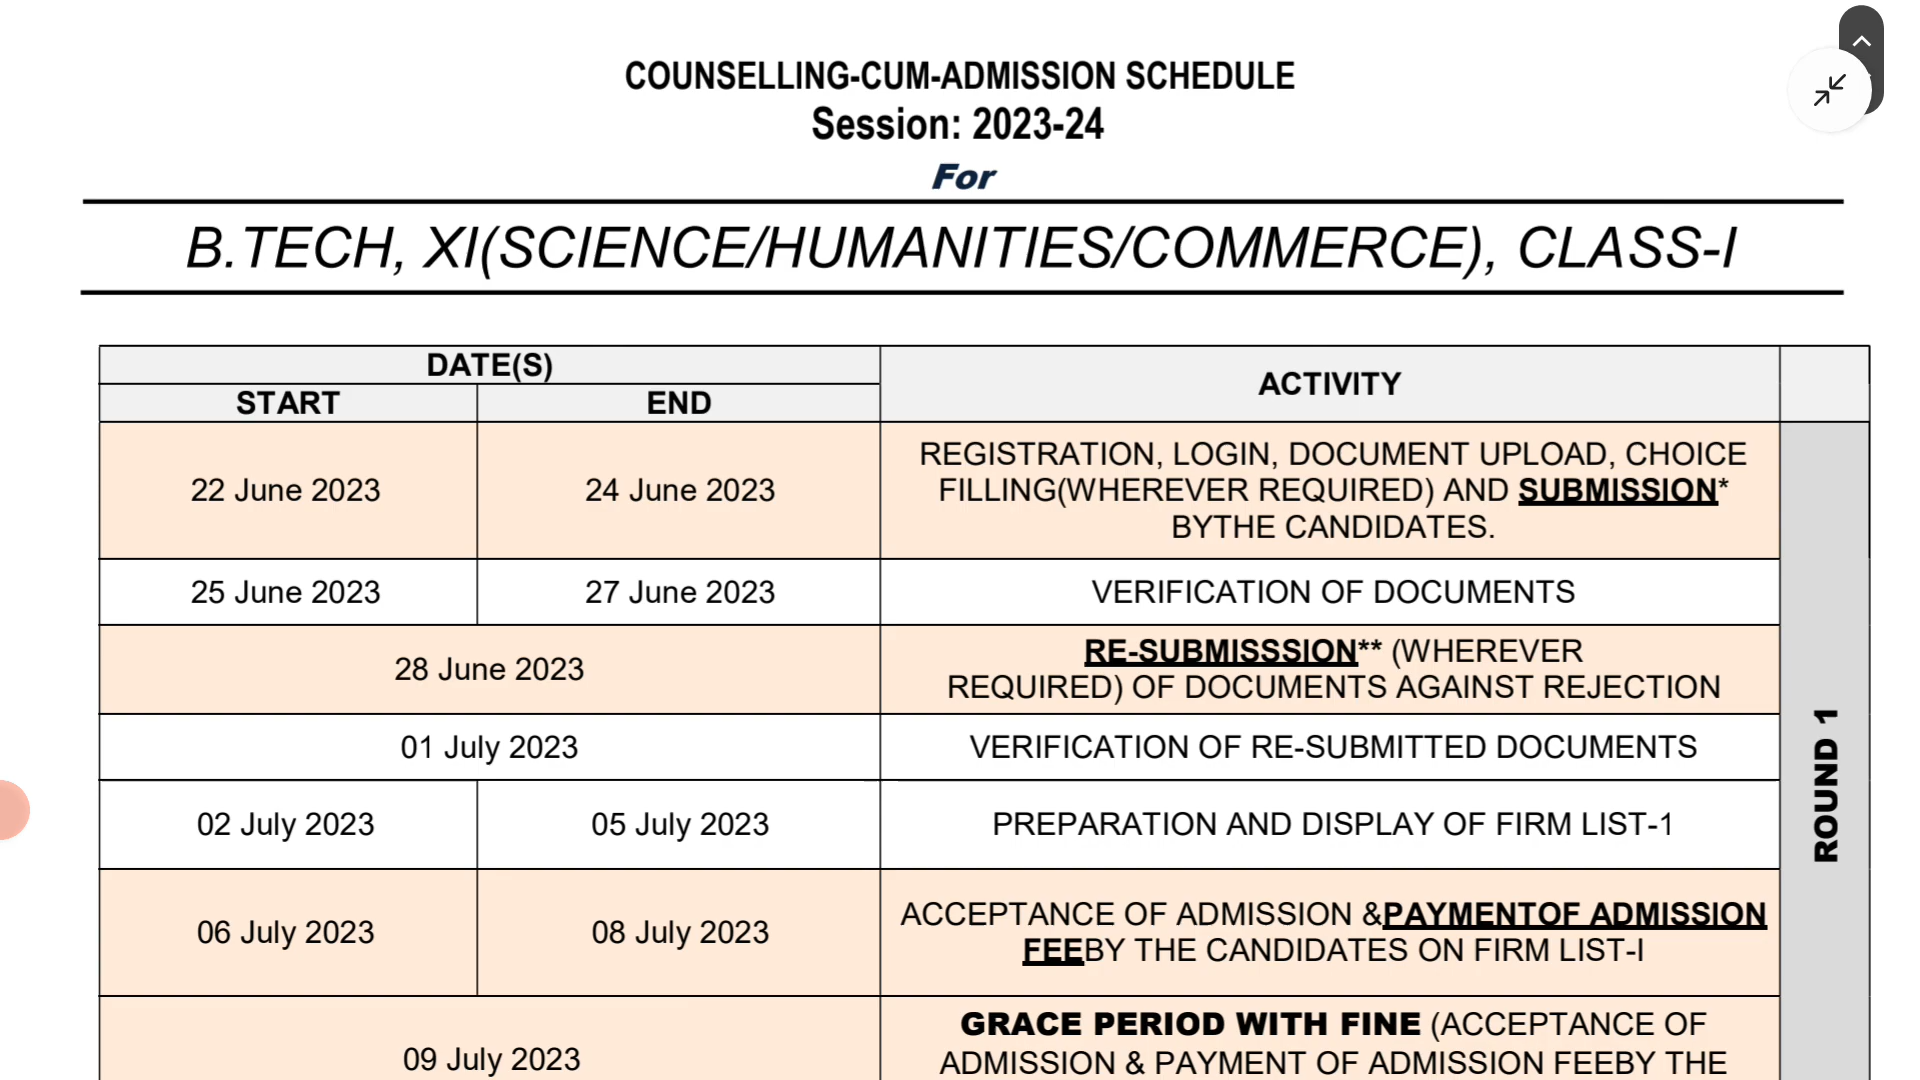 COUNSELLING-CUM-ADMISSION SCHEDULE
Session: 2023-24
For
B.TECH, XI(SCIENCE/HUMANITIES/COMMERCE), CLASS-I
DATE(S)
START
END
ACTIVITY
22 June 2023
24 June 2023
REGISTRATION, LOGIN, DOCUMENT UPLOAD, CHOICE
FILLING(WHEREVER REQUIRED) AND SUBMISSION*
BYTHE CANDIDATES.
25 June 2023
27 June 2023
VERIFICATION OF DOCUMENTS
28 June 2023
RE-SUBMISSSION** (WHEREVER
REQUIRED) OF DOCUMENTS AGAINST REJECTION
01 July 2023
VERIFICATION OF RE-SUBMITTED DOCUMENTS
02 July 2023
05 July 2023
PREPARATION AND DISPLAY OF FIRM LIST-1
06 July 2023
08 July 2023
ACCEPTANCE OF ADMISSION &PAYMENTOF ADMISSION
FEEBY THE CANDIDATES ON FIRM LIST-I
09 July 2023
GRACE PERIOD WITH FINE (ACCEPTANCE OF
ADMISSION & PAYMENT OF ADMISSION FEEBY THE
ROUND 1